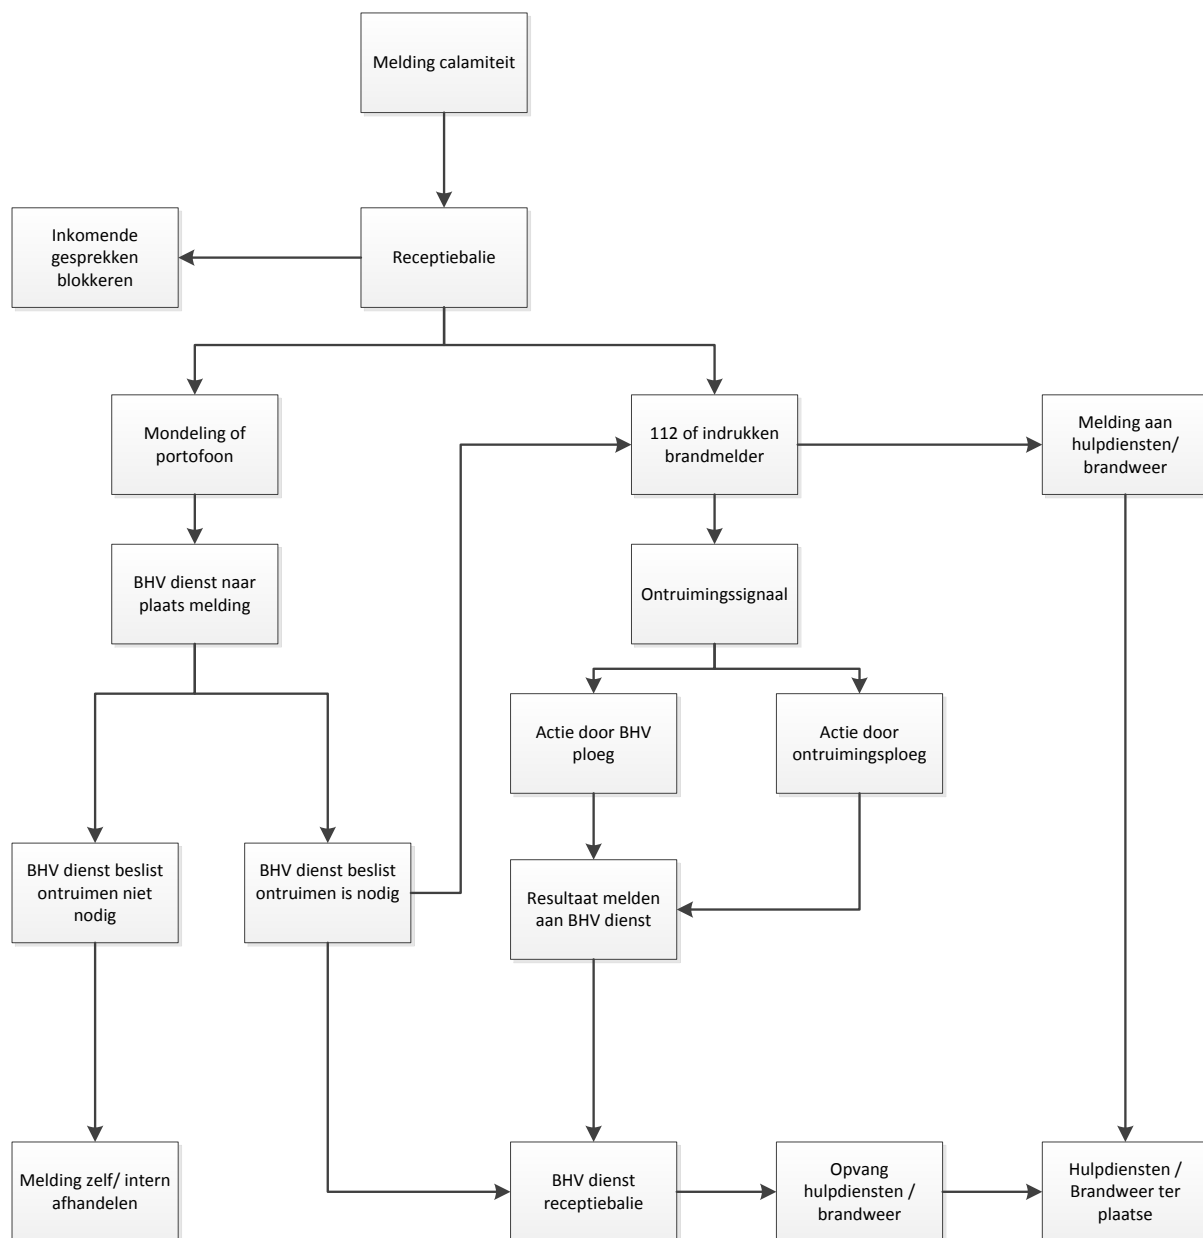 Melding calamiteit
Inkomende
gesprekken
blokkeren
Receptiebalie
Mondeling of
portofoon
112 of indrukken
brandmelder
Melding aan
hulpdiensten/
brandweer
BHV dienst naar
plaats melding
Ontruimingssignaal
Actie door BHV
ploeg
Actie door
ontruimingsploeg
BHV dienst beslist
ontruimen niet
nodig
BHV dienst beslist
ontruimen is nodig
Resultaat melden
aan BHV dienst
Melding zelf/ intern
afhandelen
BHV dienst
receptiebalie
Opvang
hulpdiensten /
brandweer
Hulpdiensten /
Brandweer ter
plaatse